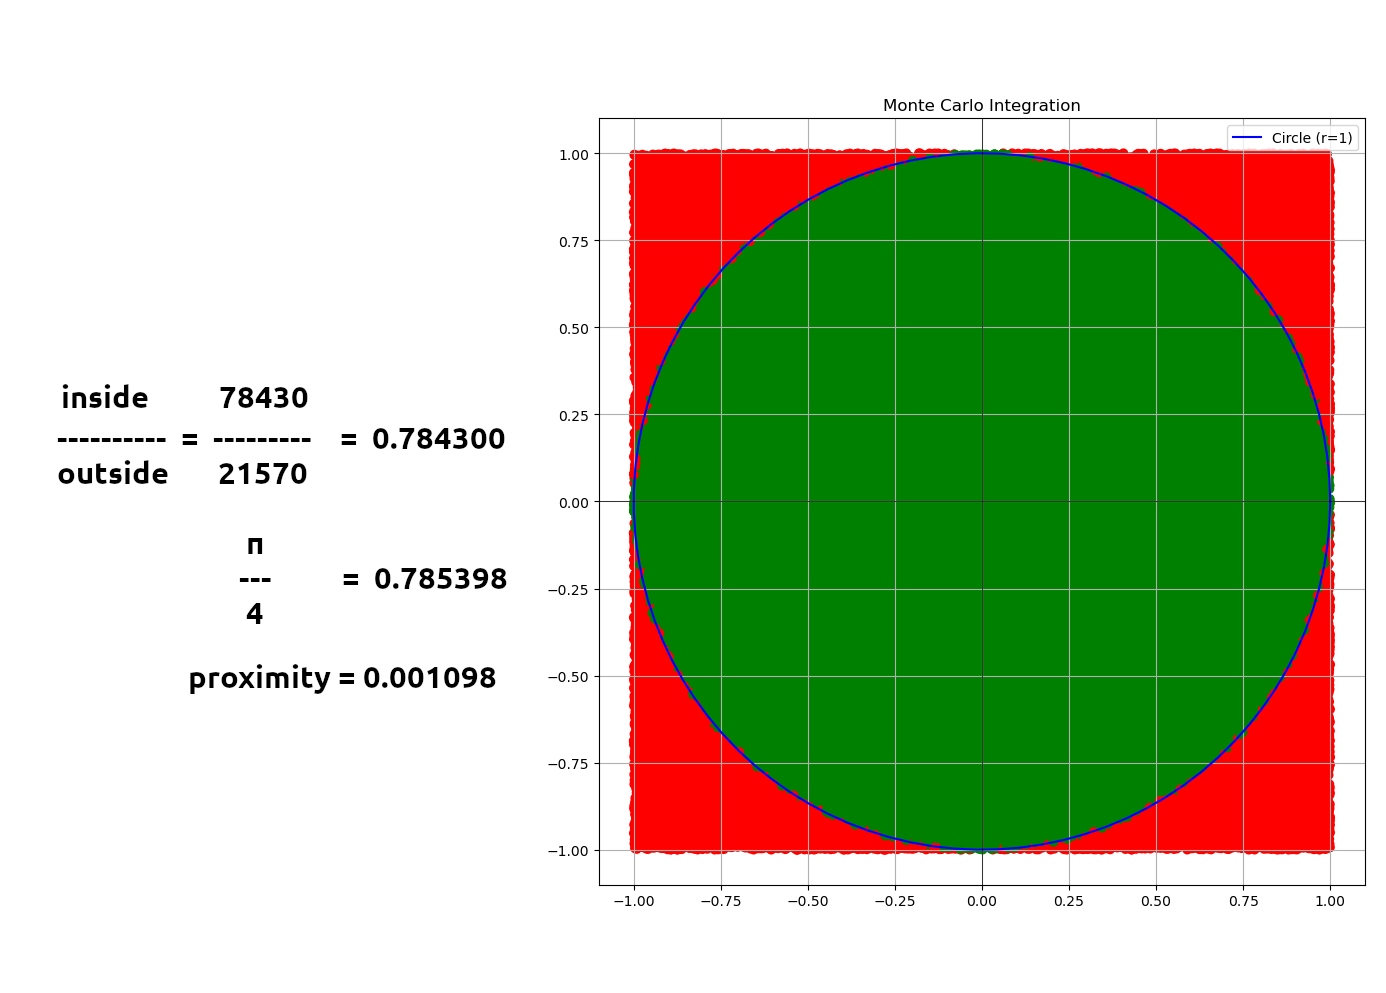 inside 78430
---------- = --------- = 0.784300
outside 21570
п
--- = 0.785398
4
proximity = 0.001098
Monte Carlo Integration
Circle (r=1)
1.00
0.75
0.50
0.25
0.00
−0.25
−0.50
−0.75
−1.00
−1.00 −0.75 −0.50 −0.25 0.00 0.25 0.50 0.75 1.00